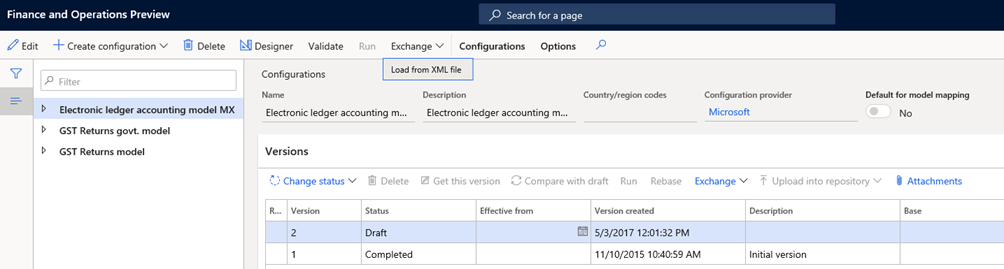 Finance and Operations Preview
Search for a page
Edit Create configuration Delete Designer Validate Run Exchange Configurations Options
Load from XML file
Filter
Electronic ledger accounting model MX
GST Returns govt. model
GST Returns model
Configurations
Name Description Country/region codes Configuration provider Default for model mapping
Electronic ledger accounting m... Electronic ledger accounting m... Microsoft No
Versions
Change status Delete Get this version Compare with draft Run Rebase Exchange Upload into repository Attachments
R... Version Status Effective from Version created Description Base
2 Draft 5/3/2017 12:01:32 PM
1 Completed 11/10/2015 10:40:59 AM Initial version